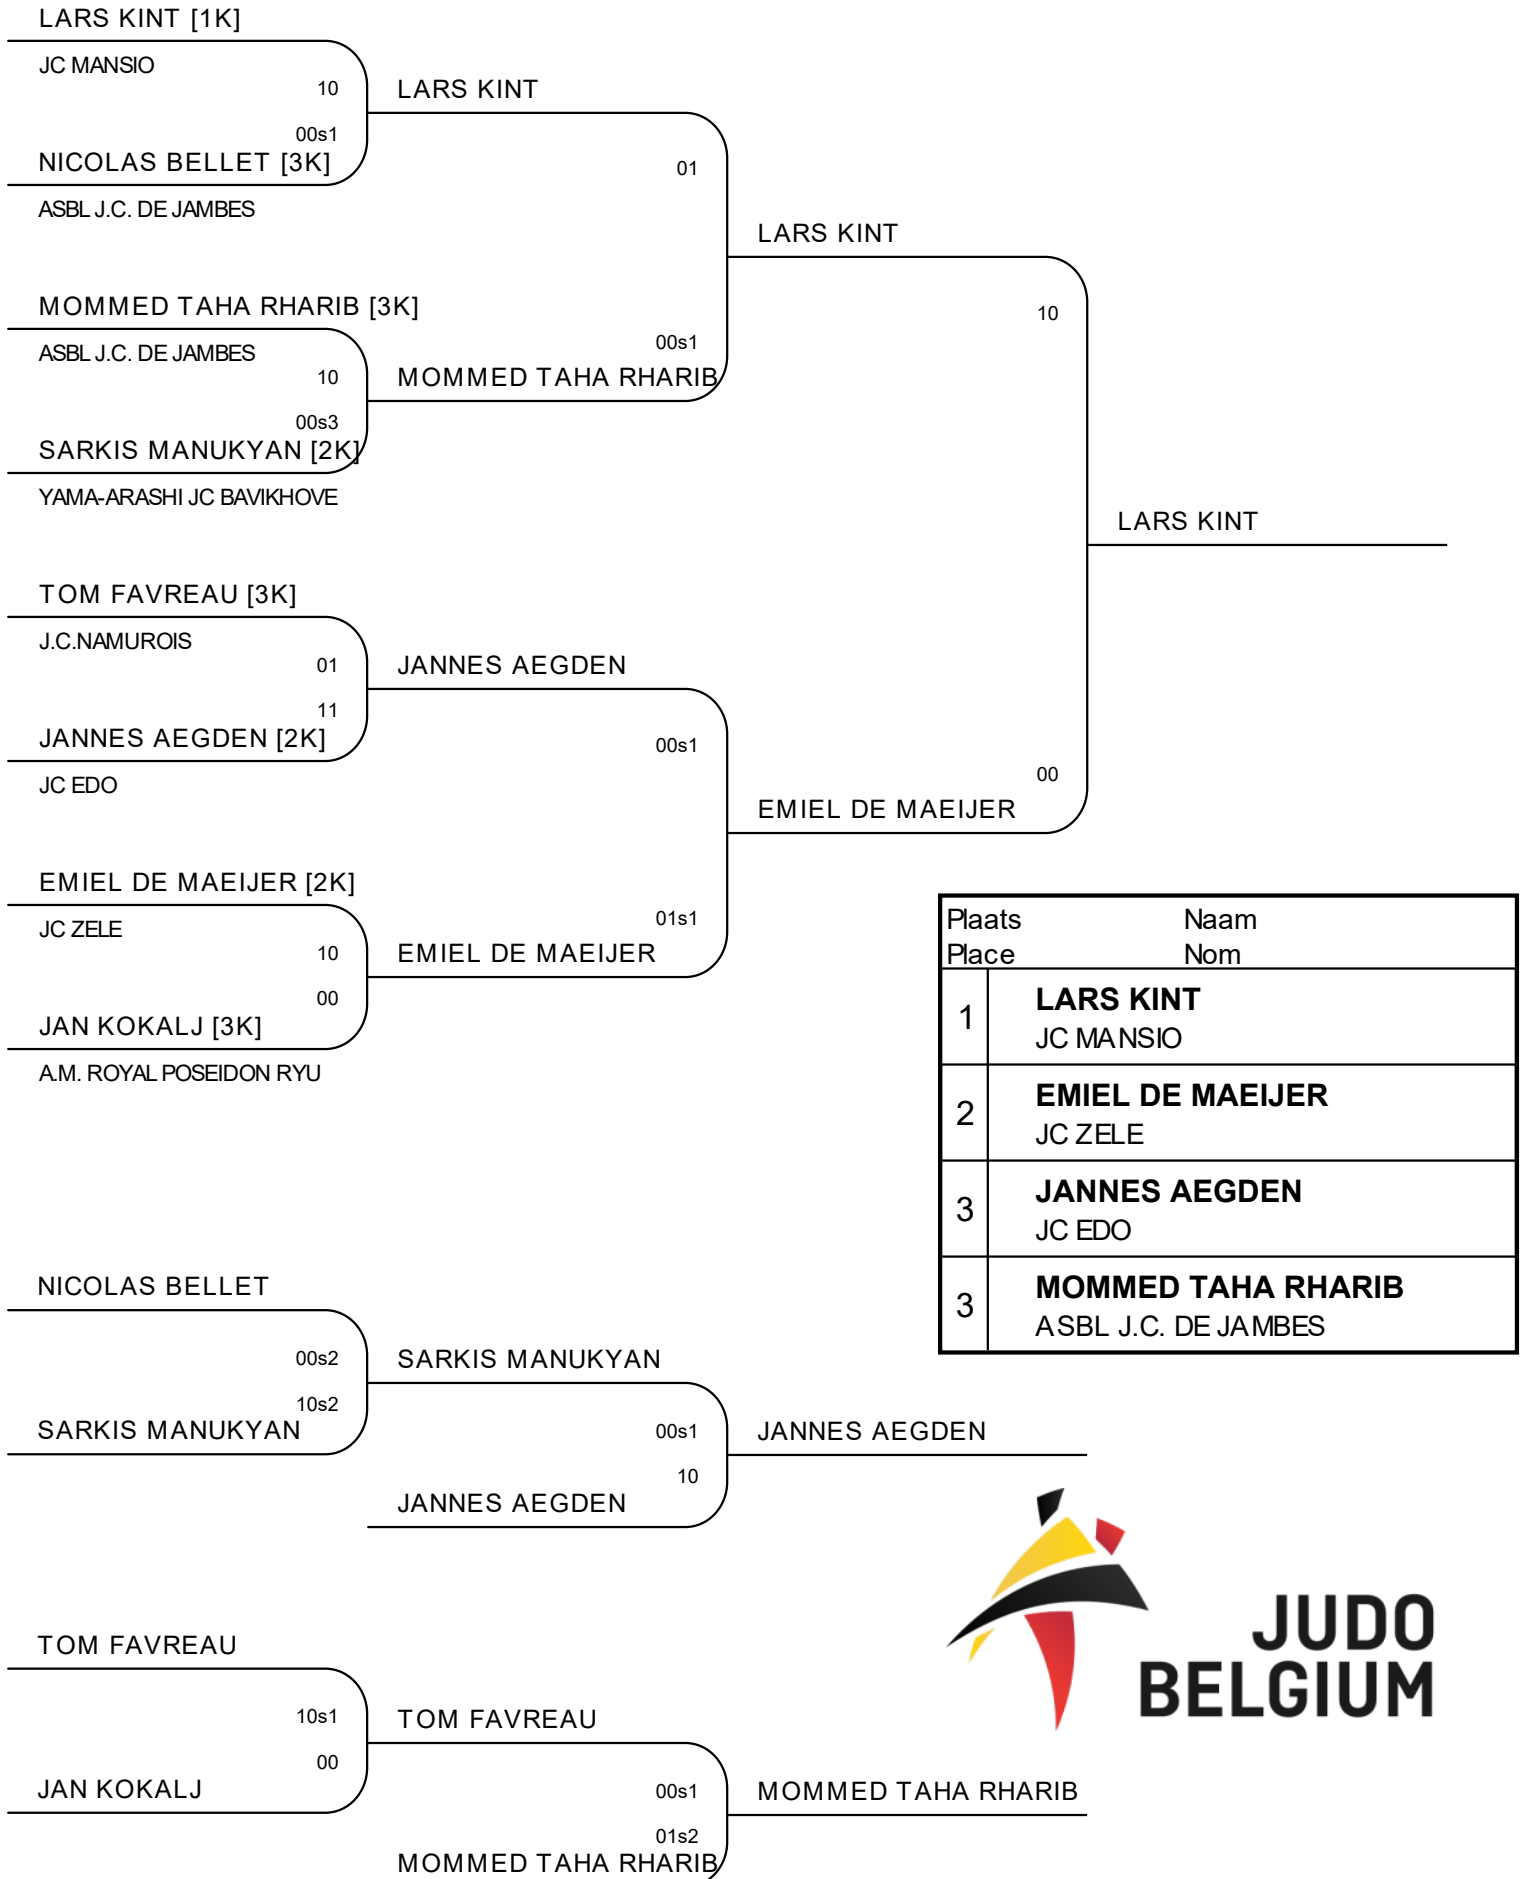 LARS KINT [1K]
JC MANSIO
10
LARS KINT
00s1
NICOLAS BELLET [3K]
01
ASBL J.C. DE JAMBES
LARS KINT
MOMMED TAHA RHARIB [3K]
10
00s1
ASBL J.C. DE JAMBES
10
MOMMED TAHA RHARIB
00s3
SARKIS MANUKYAN [2K]
YAMA-ARASHI JC BAVIKHOVE
LARS KINT
TOM FAVREAU [3K]
J.C.NAMUROIS
01
JANNES AEGDEN
11
JANNES AEGDEN [2K]
00s1
JC EDO
00
EMIEL DE MAEIJER
EMIEL DE MAEIJER [2K]
01s1
JC ZELE
10
EMIEL DE MAEIJER
00
JAN KOKALJ [3K]
A.M. ROYAL POSEIDON RYU
Plaats Naam
Place Nom
1 LARS KINT
JC MANSIO
2 EMIEL DE MAEIJER
JC ZELE
3 JANNES AEGDEN
JC EDO
3 MOMMED TAHA RHARIB
ASBL J.C. DE JAMBES
NICOLAS BELLET
00s2
SARKIS MANUKYAN
10s2
SARKIS MANUKYAN
00s1
JANNES AEGDEN
10
JANNES AEGDEN
JUDO
BELGIUM
TOM FAVREAU
10s1
TOM FAVREAU
00
JAN KOKALJ
00s1
MOMMED TAHA RHARIB
01s2
MOMMED TAHA RHARIB